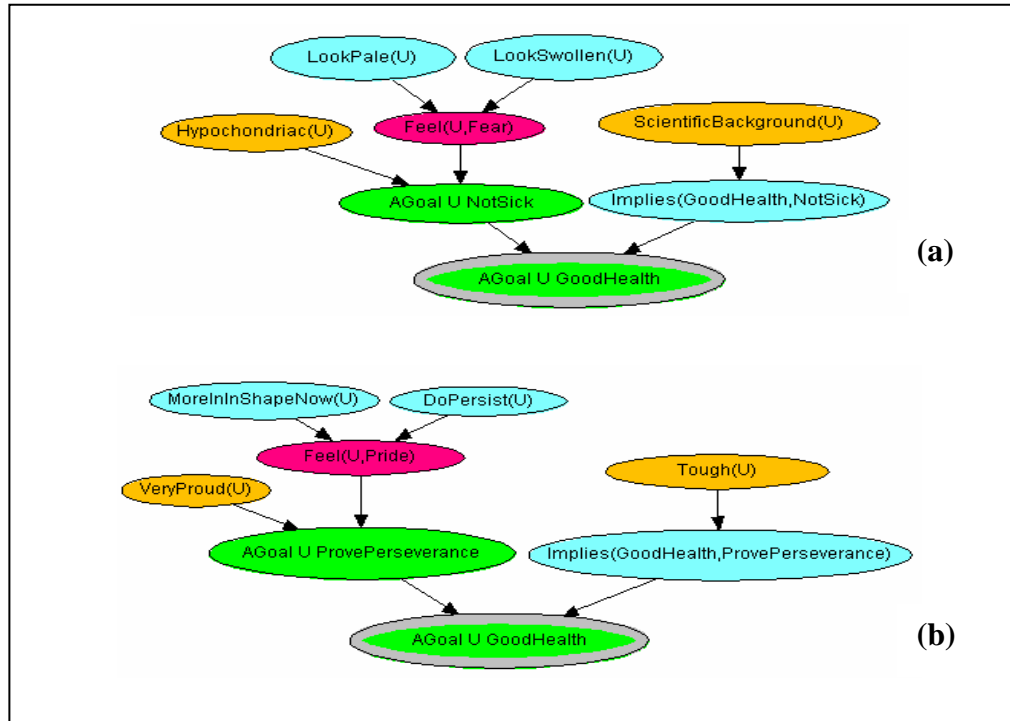 LookPale(U)
LookSwollen(U)
Hypochondriac(U)
Feel(U,Fear)
ScientificBackground(U)
AGoal U NotSick
Implies(GoodHealth,NotSick)
(a)
AGoal U GoodHealth
MoreInInShapeNow(U)
DoPersist(U)
Feel(U,Pride)
Tough(U)
VeryProud(U)
AGoal U ProvePerseverance
Implies(GoodHealth,ProvePerseverance)
(b)
AGoal U GoodHealth